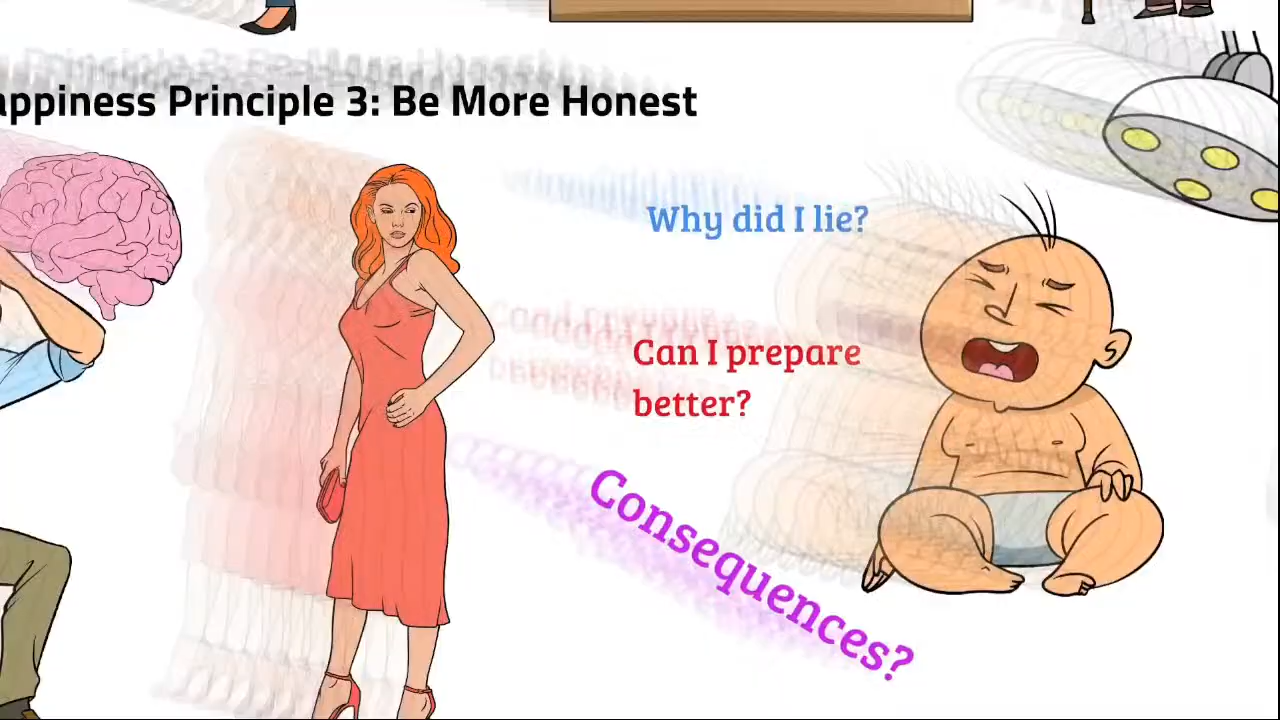 appiness Principle 3: Be More Honest
Why did I lie?
Can I prepare
better?
Consequences?